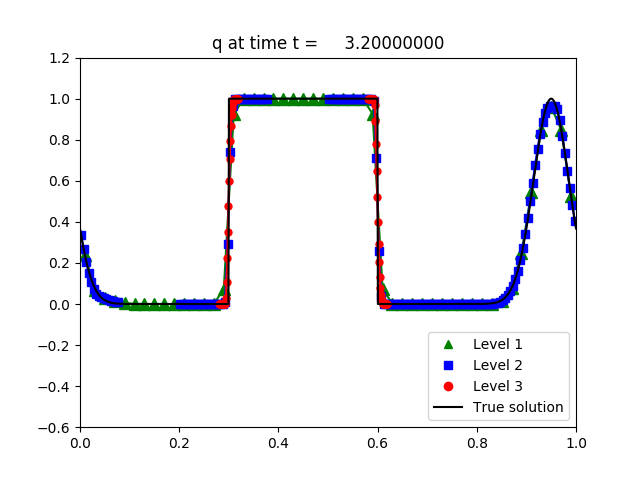 q at time t =     3.20000000
1.2
1.0
0.8
0.6
0.4
0.2
0.0
−0.2
−0.4
−0.6
0.0 0.2 0.4 0.6 0.8 1.0
Level 1
Level 2
Level 3
True solution